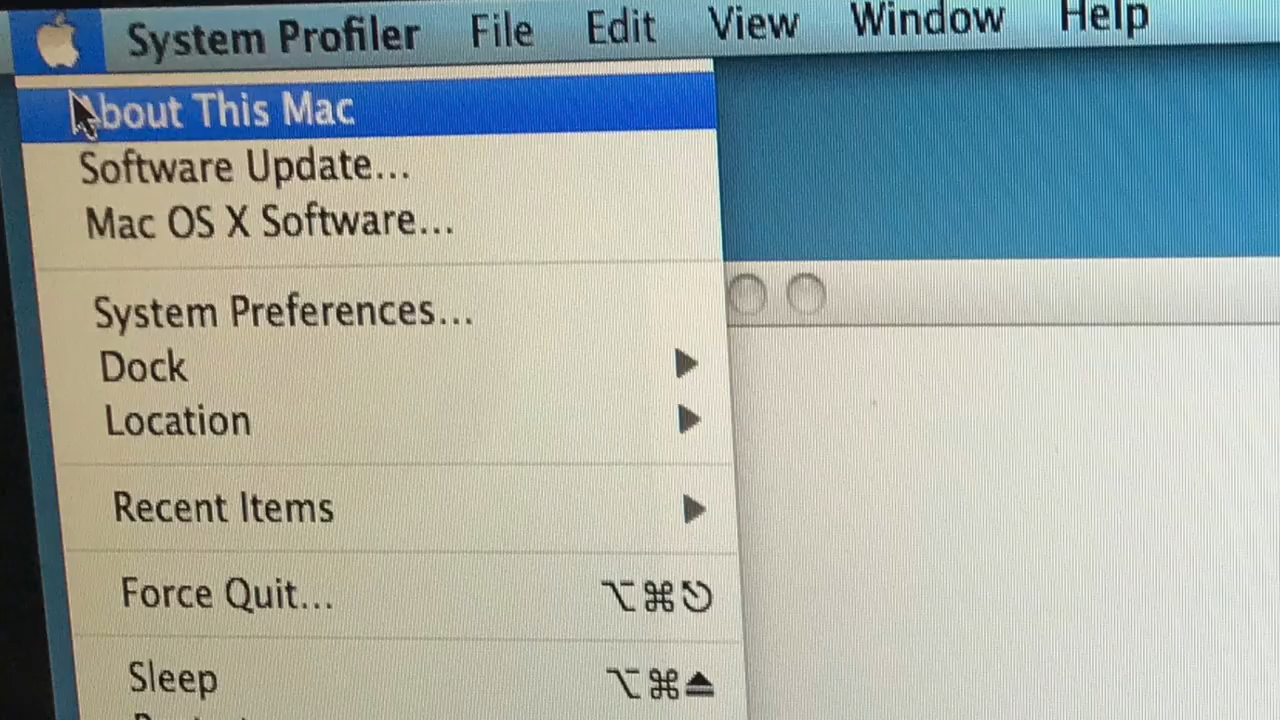 System Profiler File Edit View Window Help
About This Mac
Software Update...
Mac OS X Software...
System Preferences...
Dock
Location
Recent Items
Force Quit... ⌥⌘⎋
Sleep ⌥⌘⏏